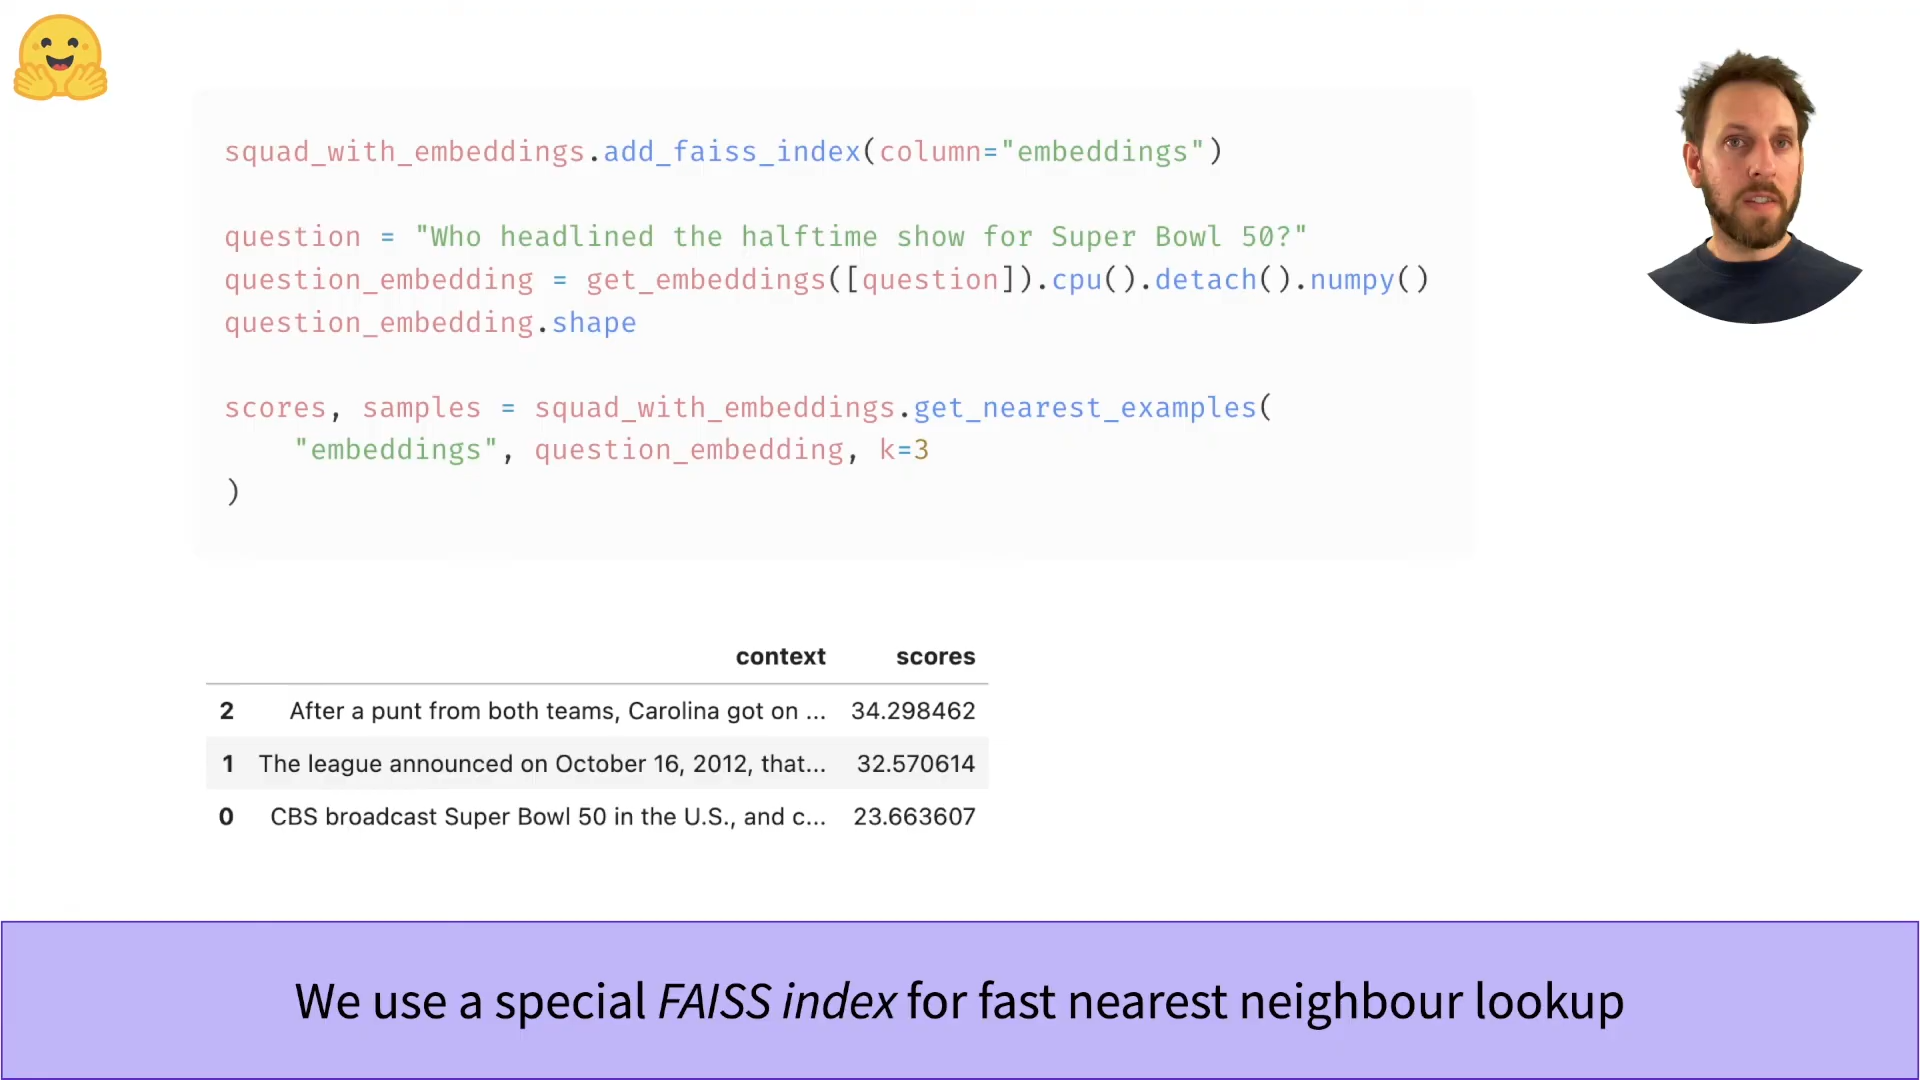 squad_with_embeddings.add_faiss_index(column="embeddings")
question = "Who headlined the halftime show for Super Bowl 50?"
question_embedding = get_embeddings([question]).cpu().detach().numpy()
question_embedding.shape
scores, samples = squad_with_embeddings.get_nearest_examples(
"embeddings", question_embedding, k=3
)
context scores
2 After a punt from both teams, Carolina got on ... 34.298462
1 The league announced on October 16, 2012, that... 32.570614
0 CBS broadcast Super Bowl 50 in the U.S., and c... 23.663607
We use a special FAISS index for fast nearest neighbour lookup